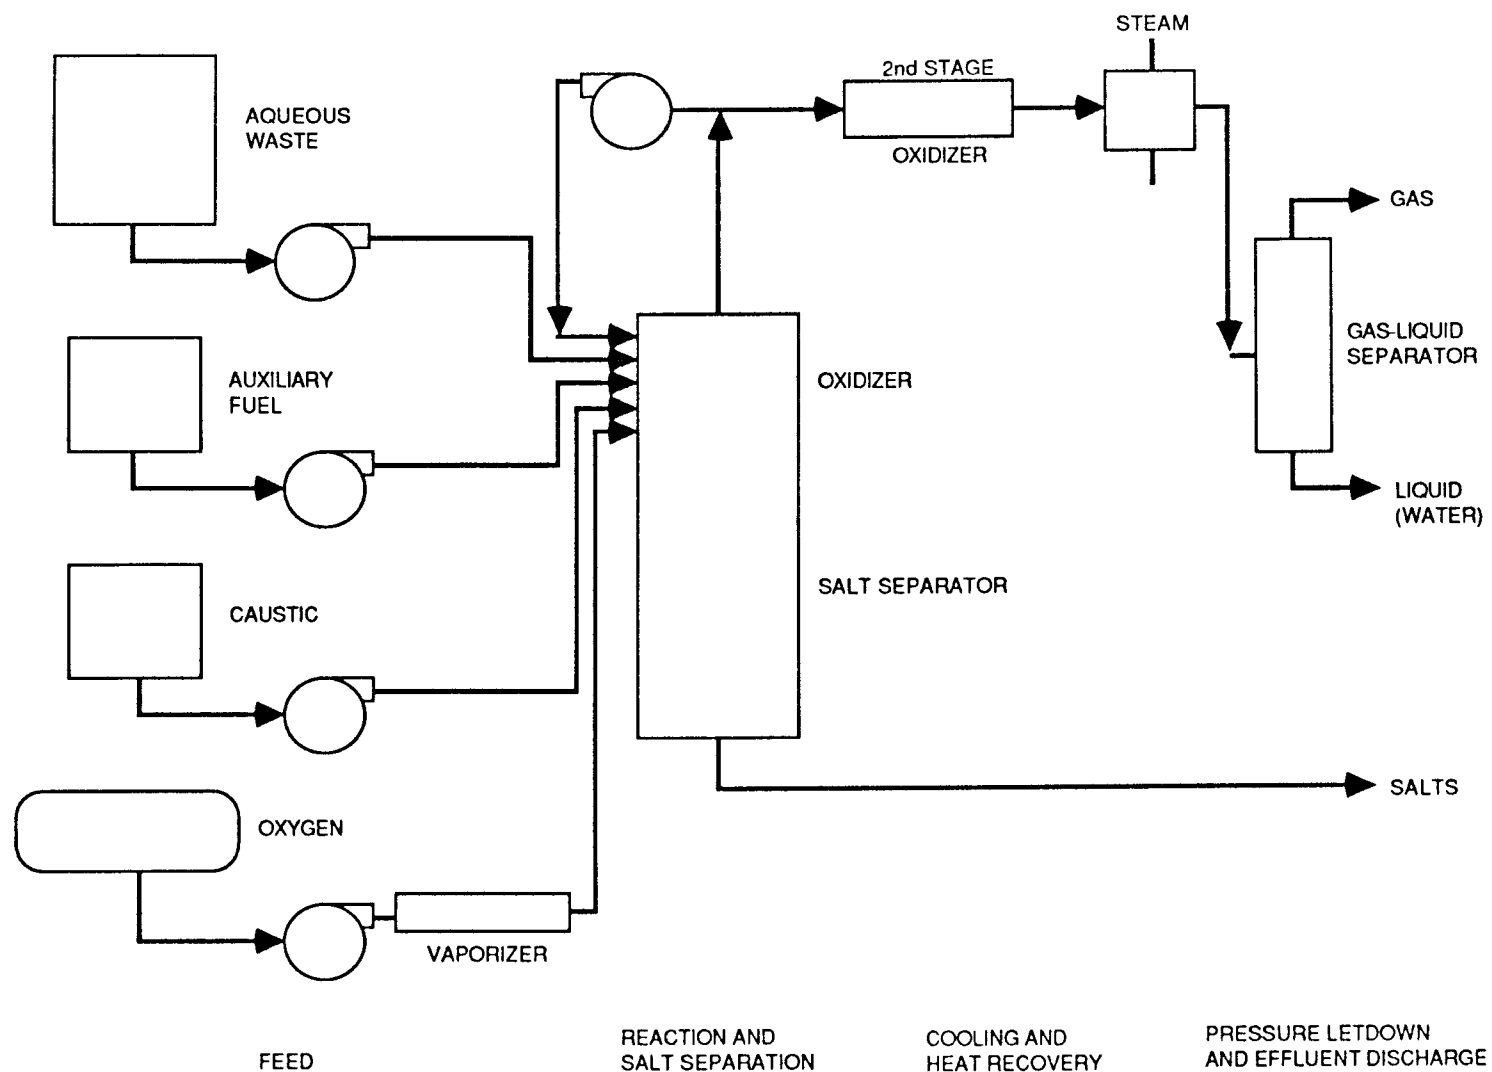 STEAM
2nd STAGE
OXIDIZER
AQUEOUS
WASTE
GAS
GAS-LIQUID
SEPARATOR
AUXILIARY
FUEL
OXIDIZER
LIQUID
(WATER)
SALT SEPARATOR
CAUSTIC
SALTS
OXYGEN
VAPORIZER
FEED
REACTION AND
SALT SEPARATION
COOLING AND
HEAT RECOVERY
PRESSURE LETDOWN
AND EFFLUENT DISCHARGE